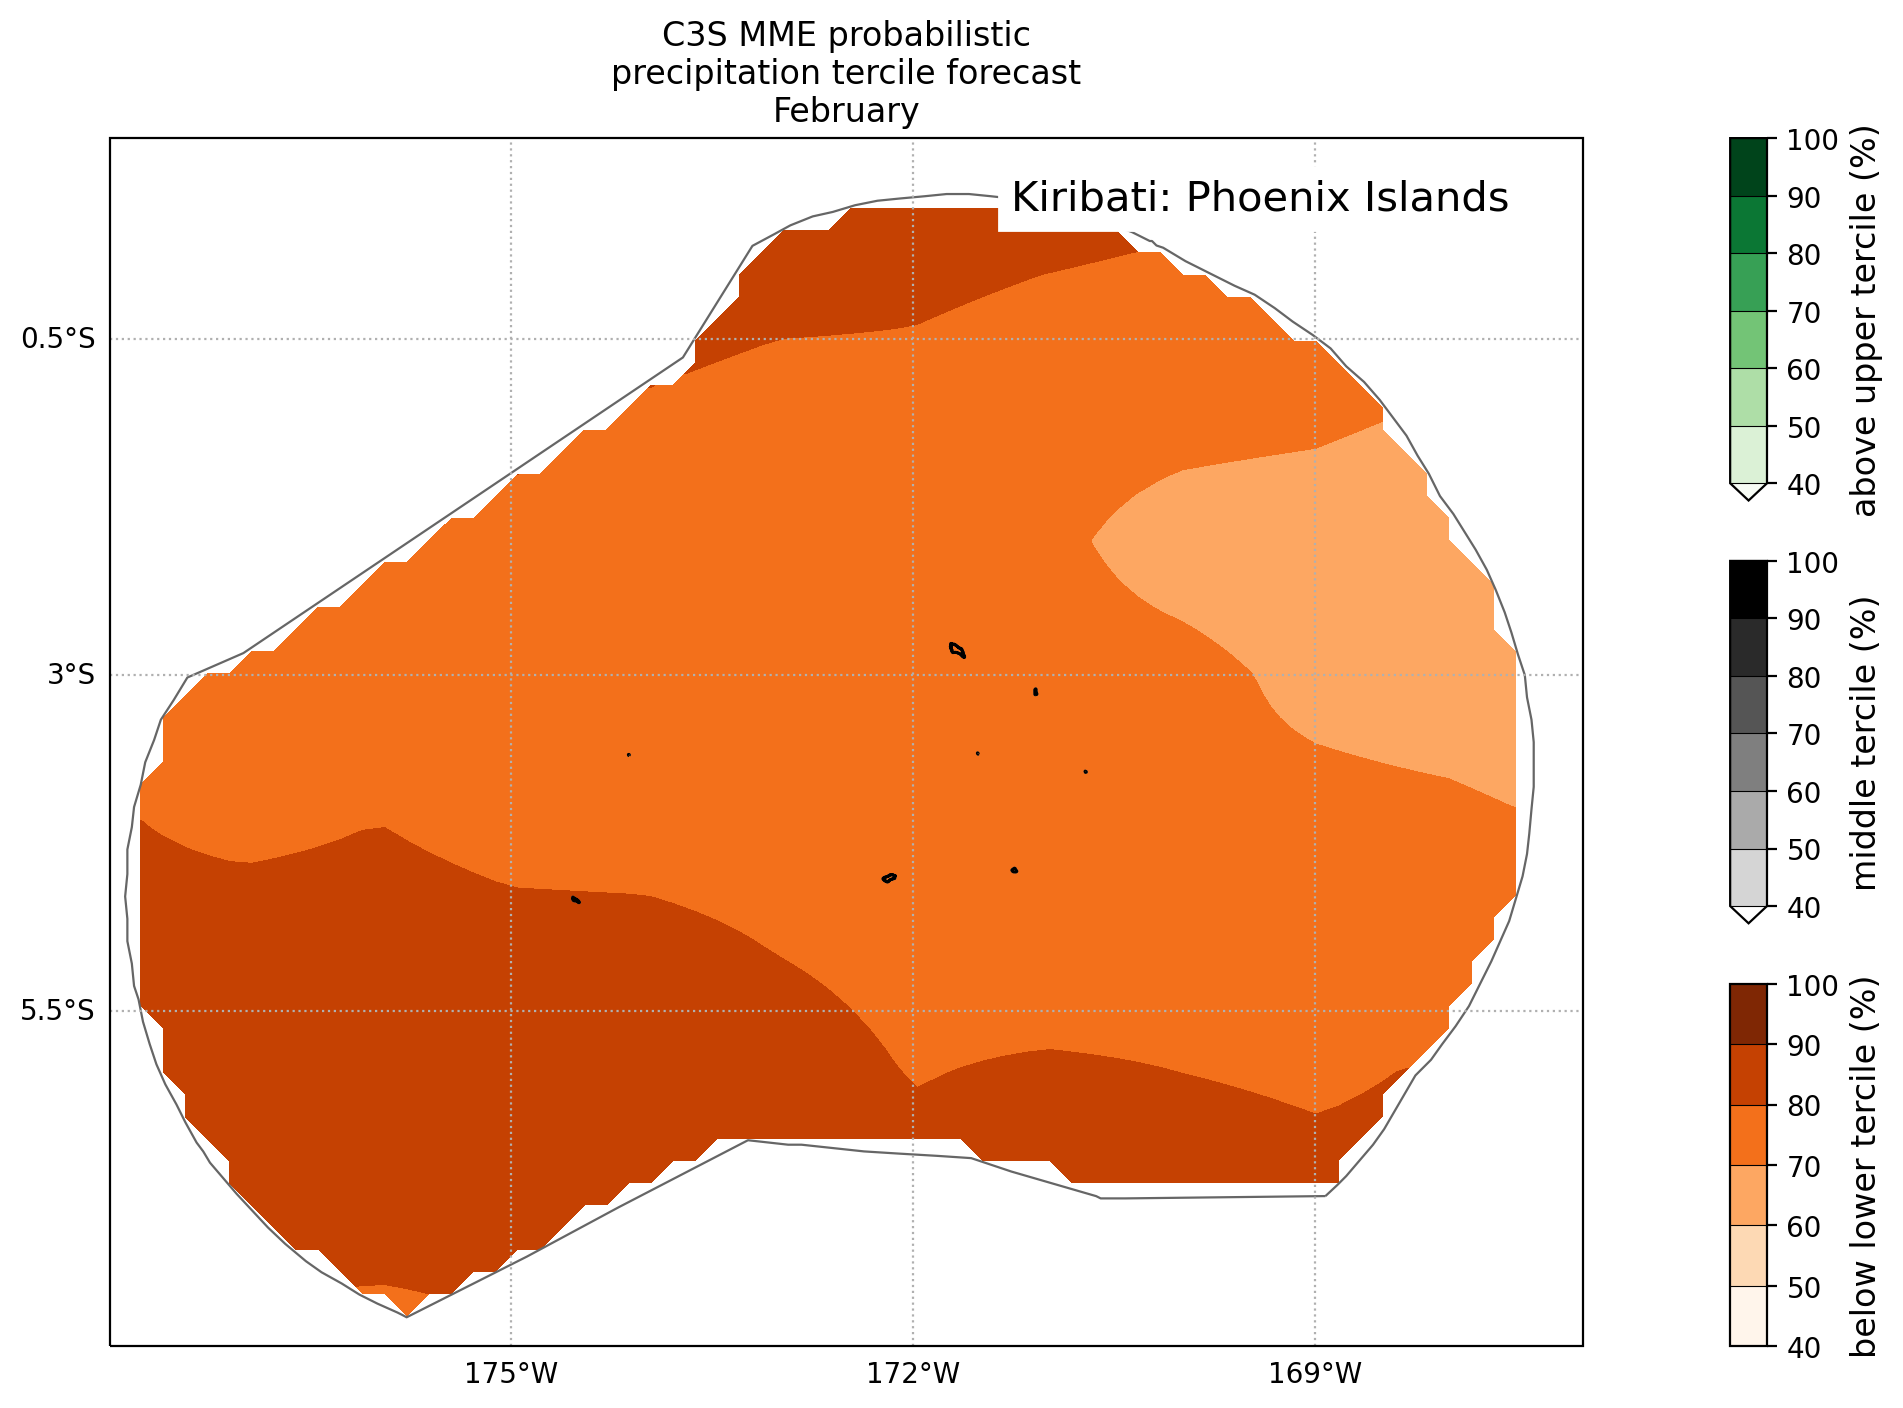 C3S MME probabilistic
precipitation tercile forecast
February
Kiribati: Phoenix Islands
0.5°S
3°S
5.5°S
175°W
172°W
169°W
100
90
80
70
60
50
40
above upper tercile (%)
100
90
80
70
60
50
40
middle tercile (%)
100
90
80
70
60
50
40
below lower tercile (%)